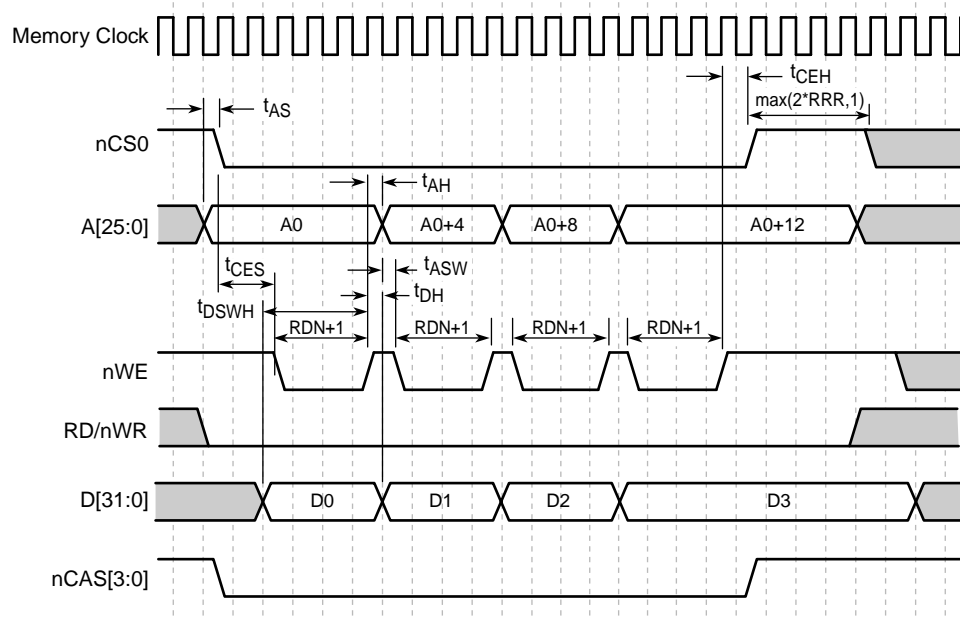 Memory Clock
tCEH
max(2*RRR,1)
tAS
nCS0
tAH
A[25:0]
A0
A0+4
A0+8
A0+12
tCES
tASW
tDH
tDSWH
RDN+1
RDN+1
RDN+1
RDN+1
nWE
RD/nWR
D[31:0]
D0
D1
D2
D3
nCAS[3:0]